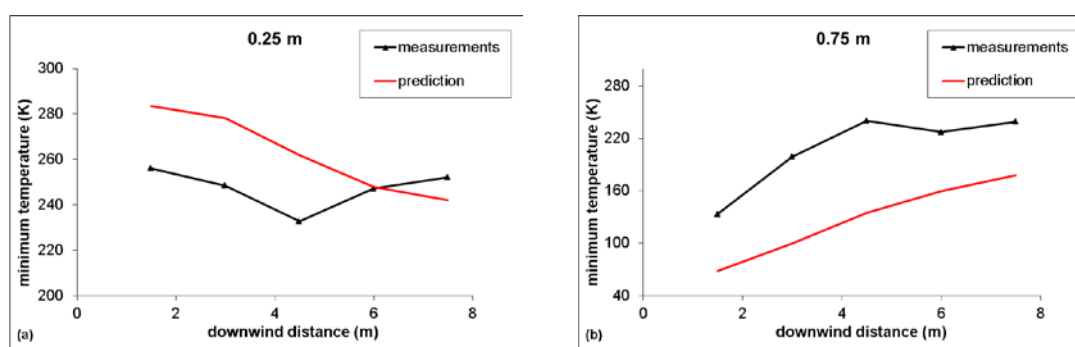 0.25 m
measurements
prediction
300
280
260
240
220
200
0 2 4 6 8
minimum temperature (K)
downwind distance (m)
(a)
0.75 m
measurements
prediction
280
220
160
100
40
0 2 4 6 8
minimum temperature (K)
downwind distance (m)
(b)